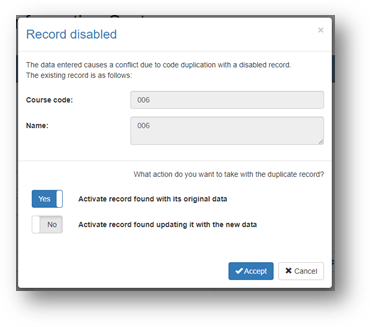 Record disabled
×
The data entered causes a conflict due to code duplication with a disabled record.
The existing record is as follows:
Course code: 006
Name: 006
What action do you want to take with the duplicate record?
Yes Activate record found with its original data
No Activate record found updating it with the new data
Accept Cancel